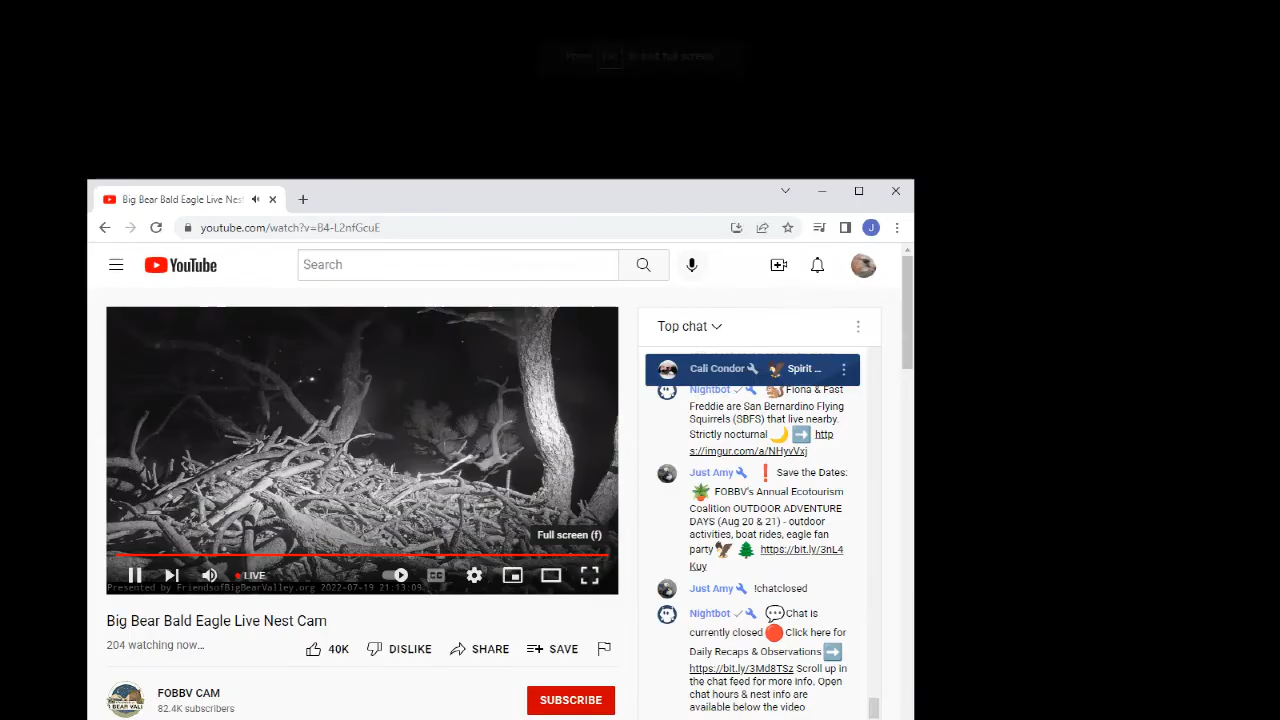 Big Bear Bald Eagle Live Nest
youtube.com/watch?v=B4-L2nfGcuE
J
YouTube
Search
Full screen (f)
LIVE
CC
Presented by FriendsofBigBearValley.org 2022-07-19 21:13:09
Big Bear Bald Eagle Live Nest Cam
204 watching now...
40K
DISLIKE
SHARE
SAVE
FOBBV CAM
82.4K subscribers
SUBSCRIBE
Top chat
Cali Condor Spirit ...
Nightbot Fiona & Fast
Freddie are San Bernardino Flying
Squirrels (SBFS) that live nearby.
Strictly nocturnal 🌙 ➡️ http
s://imgur.com/a/NHyvVxj
Just Amy ❗ Save the Dates:
FOBBV's Annual Ecotourism
Coalition OUTDOOR ADVENTURE
DAYS (Aug 20 & 21) - outdoor
activities, boat rides, eagle fan
party https://bit.ly/3nL4
Kuy
Just Amy !chatclosed
Nightbot Chat is
currently closed Click here for
Daily Recaps & Observations ➡️
https://bit.ly/3Md8TSz Scroll up in
the chat feed for more info. Open
chat hours & nest info are
available below the video